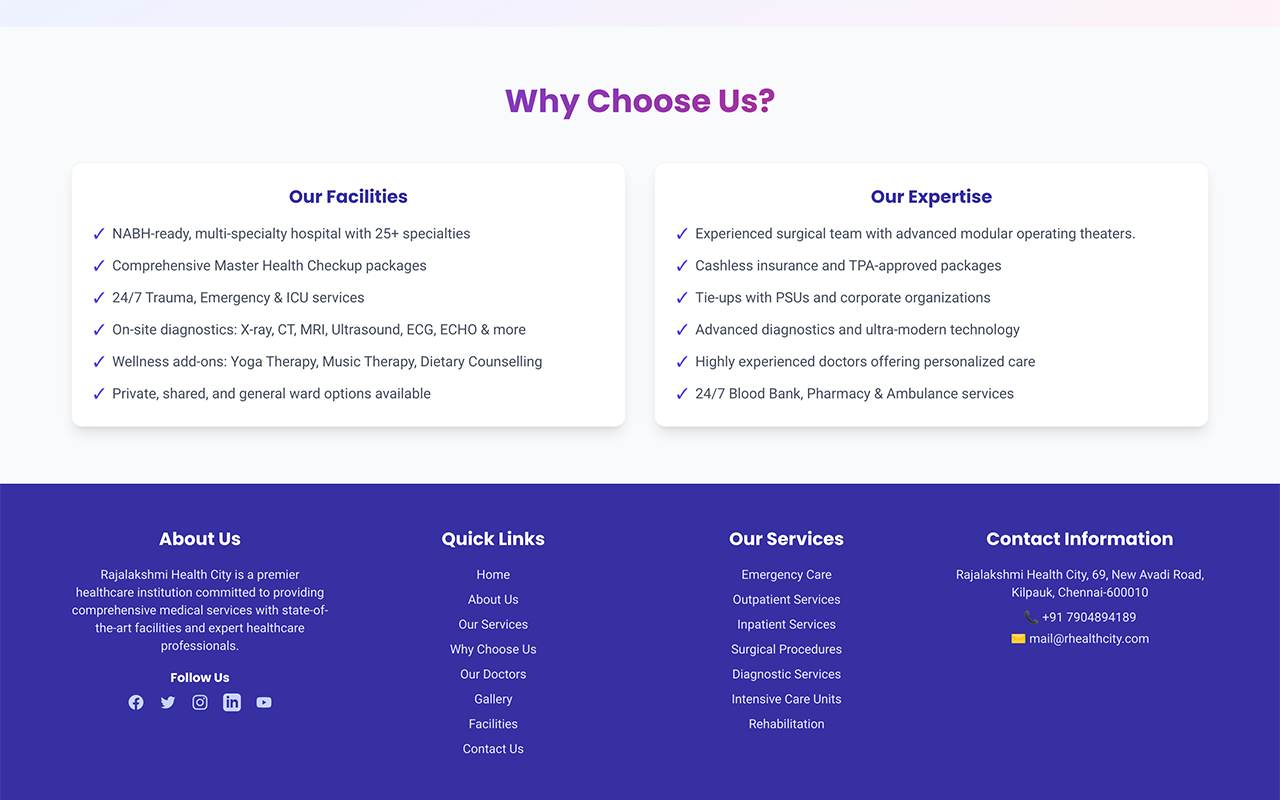 Why Choose Us?
Our Facilities
✓ NABH-ready, multi-specialty hospital with 25+ specialties
✓ Comprehensive Master Health Checkup packages
✓ 24/7 Trauma, Emergency & ICU services
✓ On-site diagnostics: X-ray, CT, MRI, Ultrasound, ECG, ECHO & more
✓ Wellness add-ons: Yoga Therapy, Music Therapy, Dietary Counselling
✓ Private, shared, and general ward options available
Our Expertise
✓ Experienced surgical team with advanced modular operating theaters.
✓ Cashless insurance and TPA-approved packages
✓ Tie-ups with PSUs and corporate organizations
✓ Advanced diagnostics and ultra-modern technology
✓ Highly experienced doctors offering personalized care
✓ 24/7 Blood Bank, Pharmacy & Ambulance services
About Us
Rajalakshmi Health City is a premier
healthcare institution committed to providing
comprehensive medical services with state-of-
the-art facilities and expert healthcare
professionals.
Follow Us
in
Quick Links
Home
About Us
Our Services
Why Choose Us
Our Doctors
Gallery
Facilities
Contact Us
Our Services
Emergency Care
Outpatient Services
Inpatient Services
Surgical Procedures
Diagnostic Services
Intensive Care Units
Rehabilitation
Contact Information
Rajalakshmi Health City, 69, New Avadi Road,
Kilpauk, Chennai-600010
📞 +91 7904894189
✉️ mail@rhealthcity.com